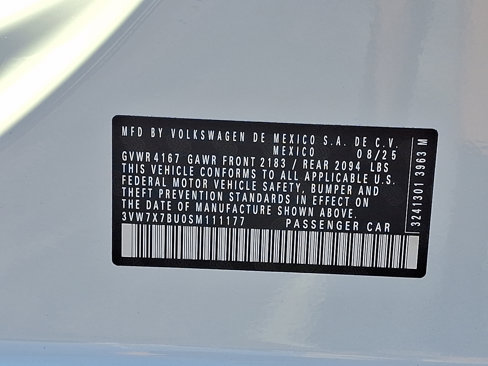 MFD BY VOLKSWAGEN DE MEXICO S.A. DE C.V.
MEXICO 08/25
GVWR 4167 GAWR FRONT 2183 / REAR 2094 LBS
THIS VEHICLE CONFORMS TO ALL APPLICABLE U.S.
FEDERAL MOTOR VEHICLE SAFETY, BUMPER AND
THEFT PREVENTION STANDARDS IN EFFECT ON
THE DATE OF MANUFACTURE SHOWN ABOVE.
3VW7X7BU0SM111177 PASSENGER CAR
3241301 3963 M